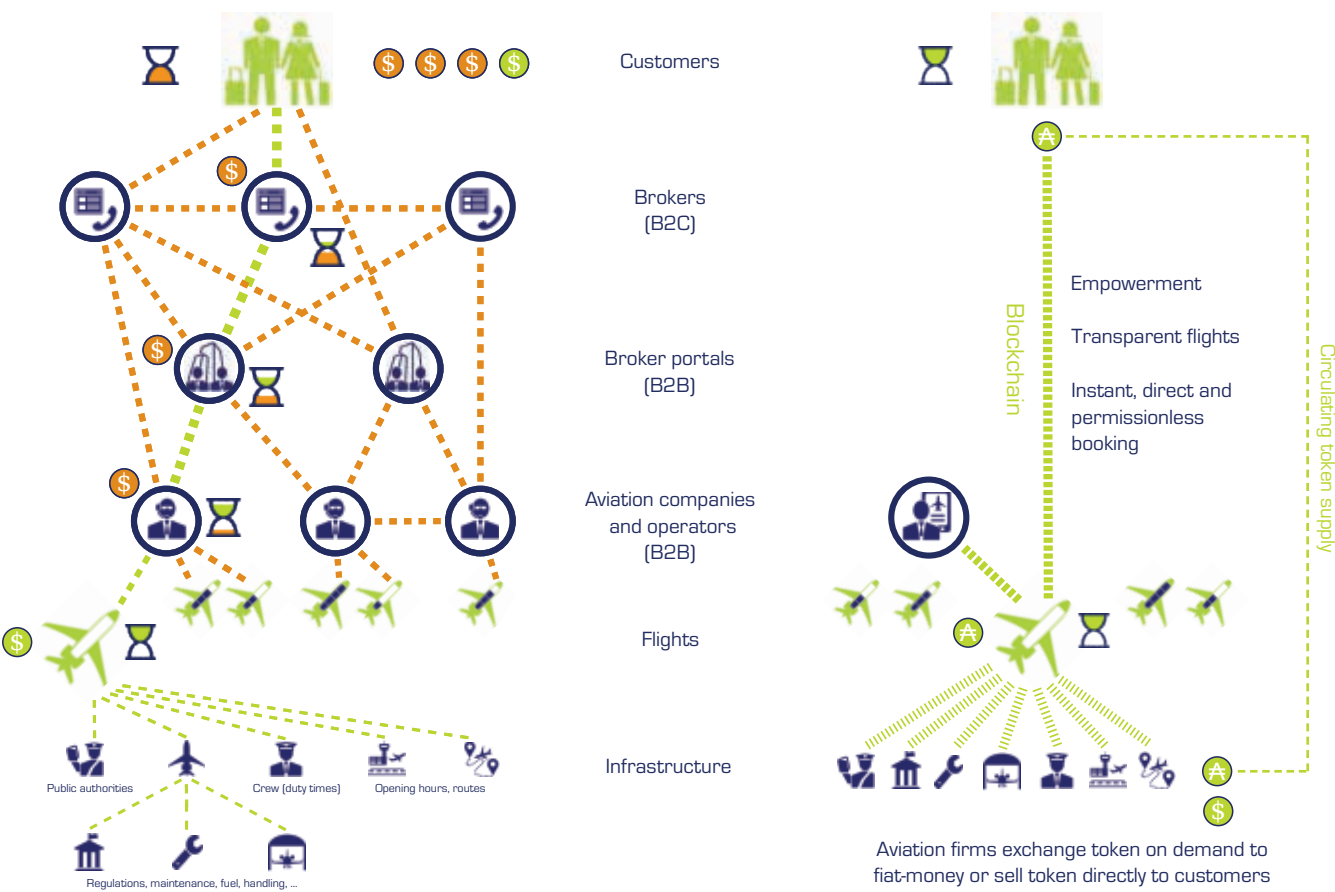 $ $ $ $
Customers
$
Brokers
(B2C)
$
Broker portals
(B2B)
$
Aviation companies
and operators
(B2B)
$
Flights
Infrastructure
Public authorities
Crew (duty times)
Opening hours, routes
Regulations, maintenance, fuel, handling, ...
₳
Blockchain
Empowerment
Transparent flights
Instant, direct and
permissionless
booking
Circulating token supply
₳
₳
$
Aviation firms exchange token on demand to
fiat-money or sell token directly to customers